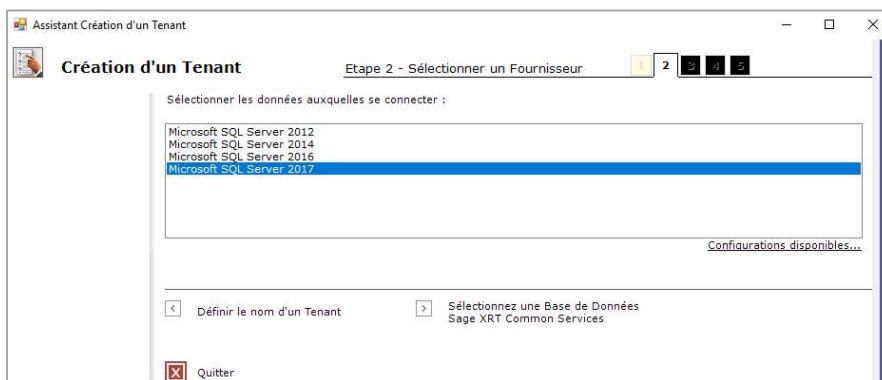 Assistant Création d'un Tenant
Création d'un Tenant
Etape 2 - Sélectionner un Fournisseur
1 2 3 4 5
Sélectionner les données auxquelles se connecter :
Microsoft SQL Server 2012
Microsoft SQL Server 2014
Microsoft SQL Server 2016
Microsoft SQL Server 2017
Configurations disponibles...
Définir le nom d'un Tenant
Sélectionnez une Base de Données
Sage XRT Common Services
Quitter